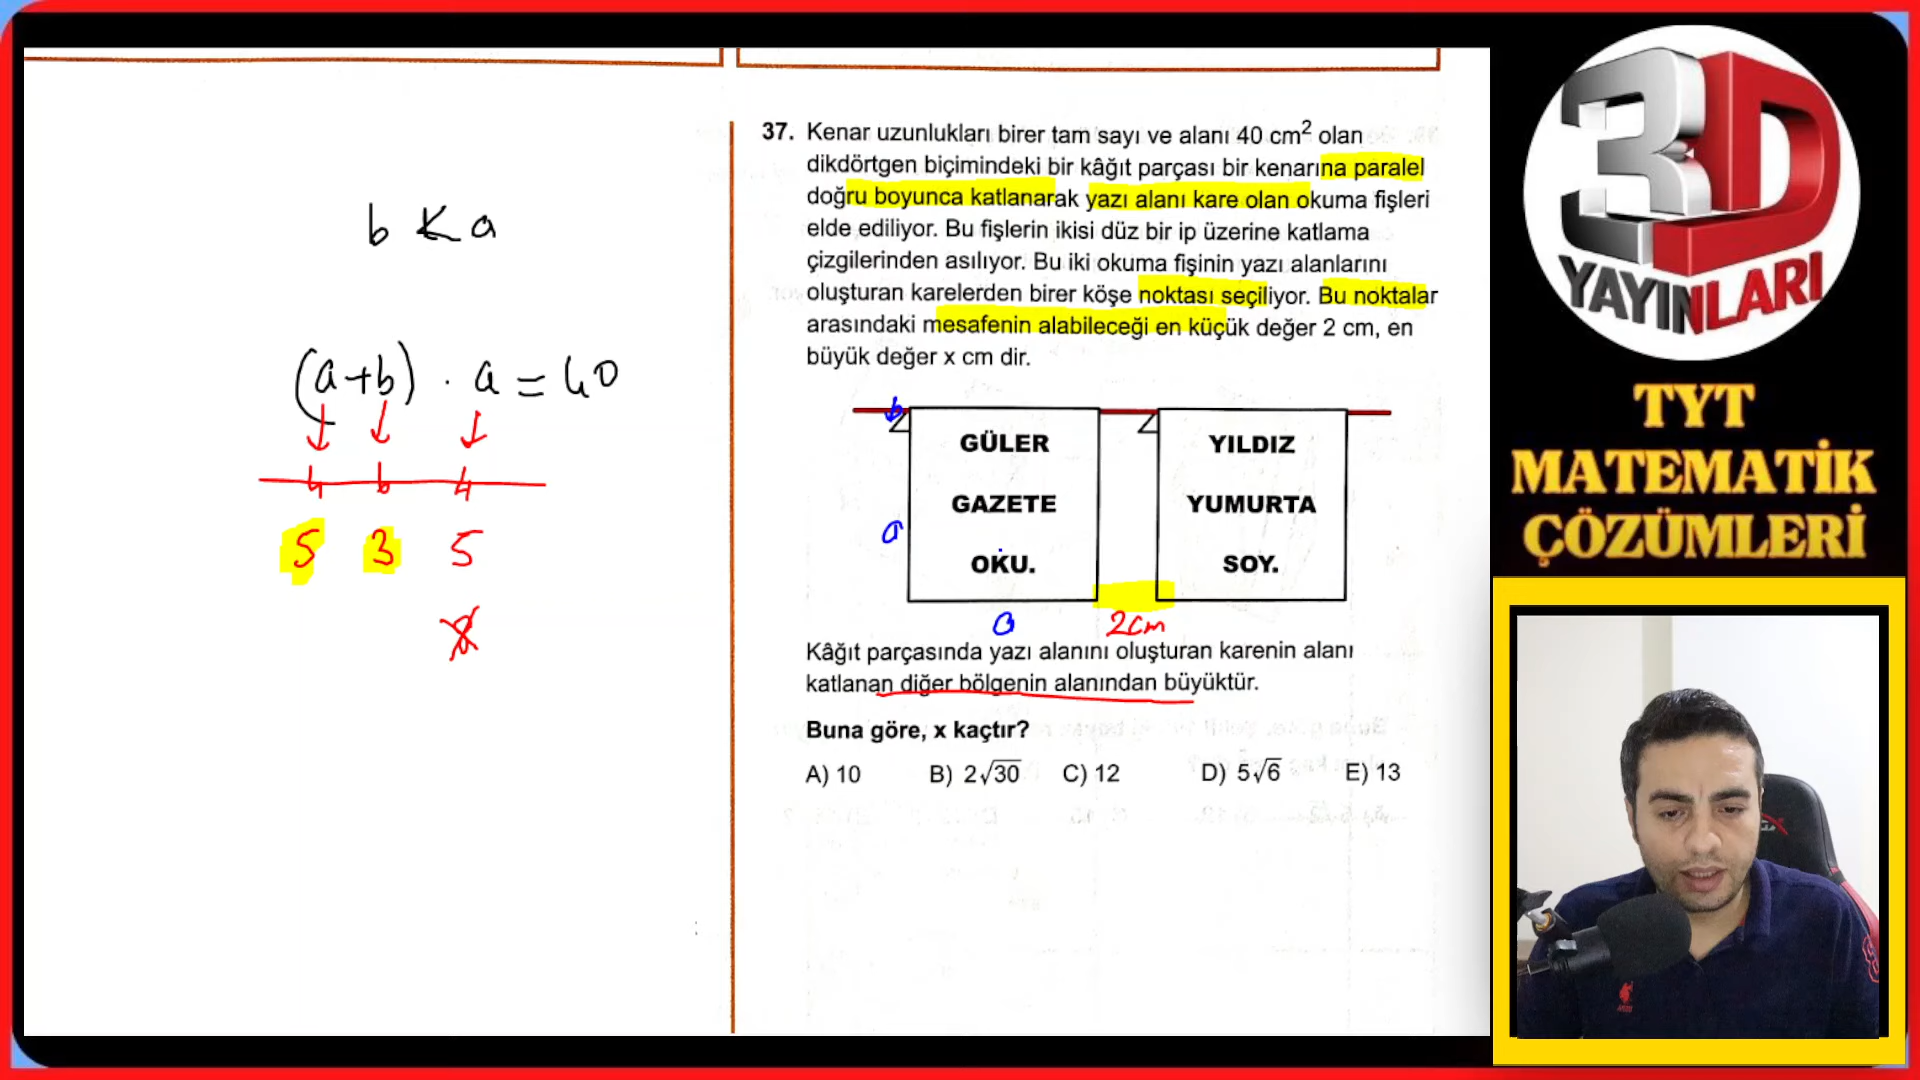 b < a
(a+b) · a = 40
4 6 4
5 3 5
8
37. Kenar uzunlukları birer tam sayı ve alanı 40 cm² olan
dikdörtgen biçimindeki bir kâğıt parçası bir kenarına paralel
doğru boyunca katlanarak yazı alanı kare olan okuma fişleri
elde ediliyor. Bu fişlerin ikisi düz bir ip üzerine katlama
çizgilerinden asılıyor. Bu iki okuma fişinin yazı alanlarını
oluşturan karelerden birer köşe noktası seçiliyor. Bu noktalar
arasındaki mesafenin alabileceği en küçük değer 2 cm, en
büyük değer x cm dir.
b
GÜLER
GAZETE
OKU.
YILDIZ
YUMURTA
SOY.
a
a
2cm
Kâğıt parçasında yazı alanını oluşturan karenin alanı
katlanan diğer bölgenin alanından büyüktür.
Buna göre, x kaçtır?
A) 10 B) 2√30 C) 12 D) 5√6 E) 13
3D
YAYINLARI
TYT
MATEMATİK
ÇÖZÜMLERİ